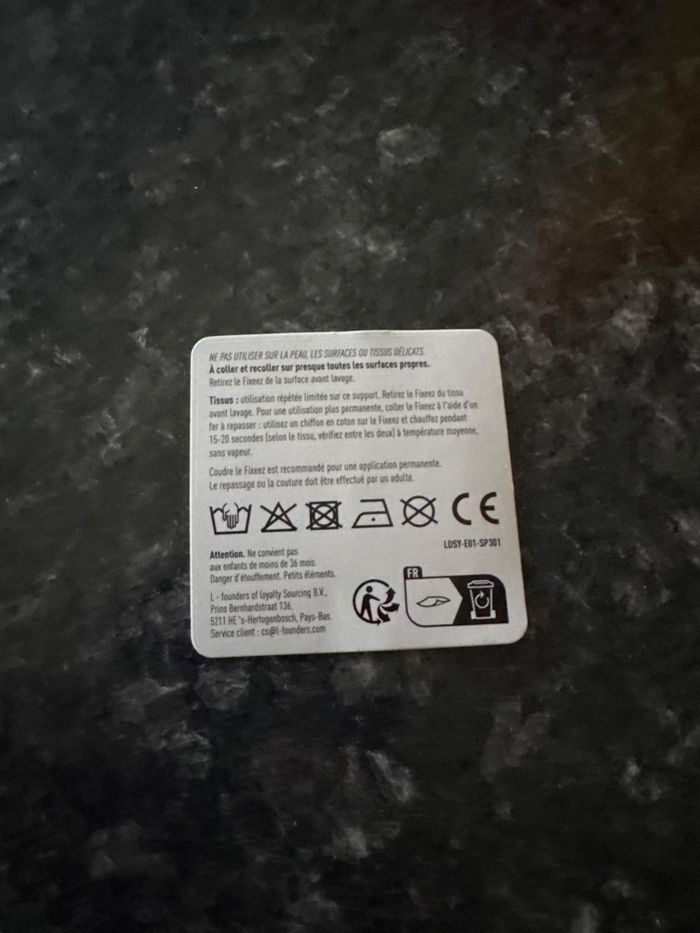 NE PAS UTILISER SUR LA PEAU, LES SURFACES OU TISSUS DÉLICATS.
À coller et recoller sur presque toutes les surfaces propres.
Retirez le Fixeez de la surface avant lavage.
Tissus : utilisation répétée limitée sur ce support. Retirez le Fixeez du tissu
avant lavage. Pour une utilisation plus permanente, coller le Fixeez à l'aide d'un
fer à repasser : utilisez un chiffon en coton sur le Fixeez et chauffez pendant
15-20 secondes (selon le tissu, vérifiez entre les deux) à température moyenne,
sans vapeur.
Coudre le Fixeez est recommandé pour une application permanente.
Le repassage ou la couture doit être effectué par un adulte.
CE
LDSY-E01-SP301
Attention. Ne convient pas
aux enfants de moins de 36 mois.
Danger d'étouffement. Petits éléments.
FR
L - founders of loyalty Sourcing B.V.,
Prins Bernhardstraat 136,
5211 HE 's-Hertogenbosch, Pays-Bas.
Service client : cs@l-founders.com